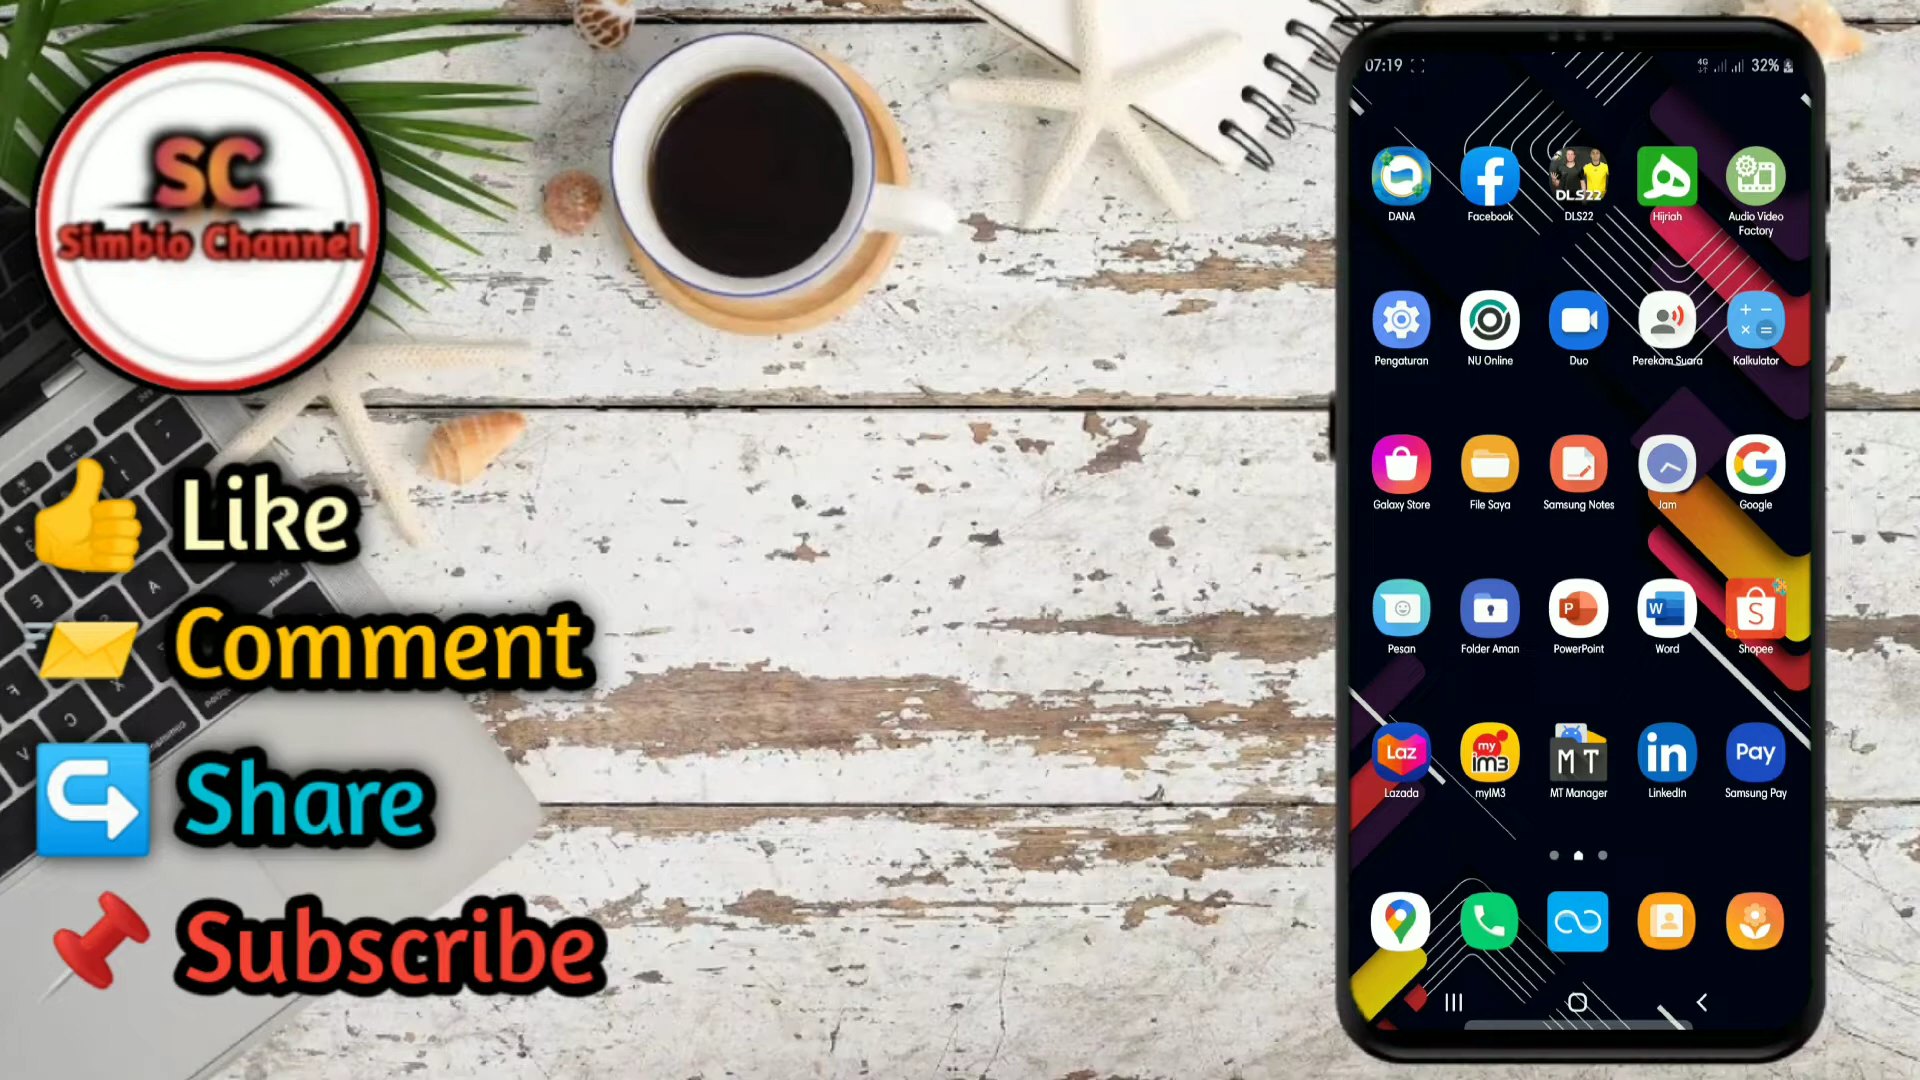 SC
Simbio Channel
Like
Comment
Share
Subscribe
07:19
4G
32%
DANA
Facebook
DLS22
DLS22
Hijriah
Audio Video
Factory
Pengaturan
NU Online
Duo
Perekam Suara
Kalkulator
Galaxy Store
File Saya
Samsung Notes
Jam
Google
Pesan
Folder Aman
P
PowerPoint
W
Word
S
Shopee
Laz
Lazada
my
im3
myIM3
M T
MT Manager
in
LinkedIn
Pay
Samsung Pay